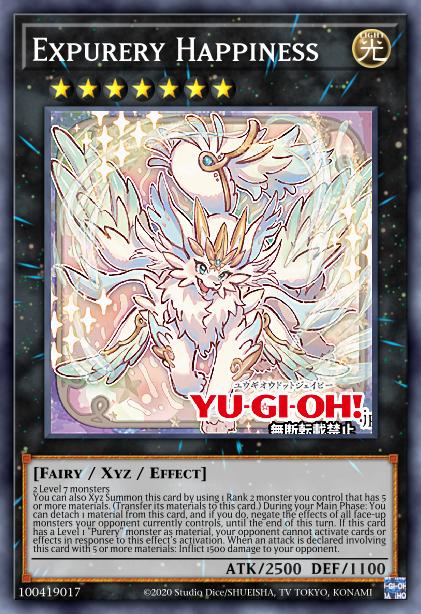 EXPURERY HAPPINESS
LIGHT
光
ユウギオウドットジェイピー
YU-GI-OH!
無断転載禁止
[FAIRY / XYZ / EFFECT]
2 Level 7 monsters
You can also Xyz Summon this card by using 1 Rank 2 monster you control that has 5
or more materials. (Transfer its materials to this card.) During your Main Phase: You
can detach 1 material from this card, and if you do, negate the effects of all face-up
monsters your opponent currently controls, until the end of this turn. If this card
has a Level 1 "Purery" monster as material, your opponent cannot activate cards or
effects in response to this effect's activation. When an attack is declared involving
this card with 5 or more materials: Inflict 1500 damage to your opponent.
ATK/2500 DEF/1100
100419017
©2020 Studio Dice/SHUEISHA, TV TOKYO, KONAMI